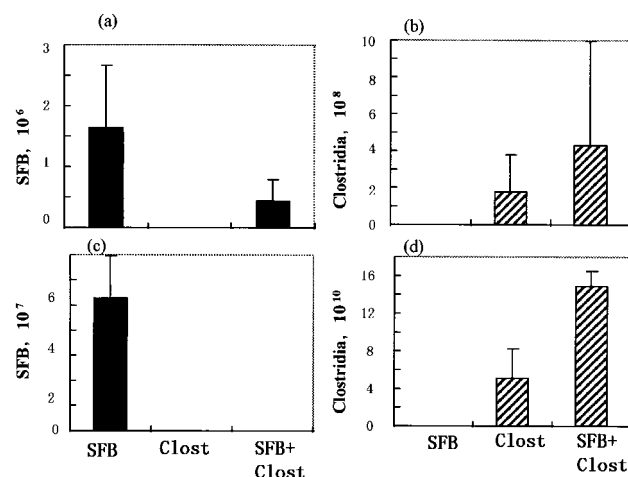 (a)
3
2
1
0
SFB, 10⁶
(b)
10
8
6
4
2
0
Clostridia, 10⁸
(c)
6
4
2
0
SFB, 10⁷
SFB
Clost
SFB+
Clost
(d)
16
12
8
4
0
Clostridia, 10¹⁰
SFB
Clost
SFB+
Clost